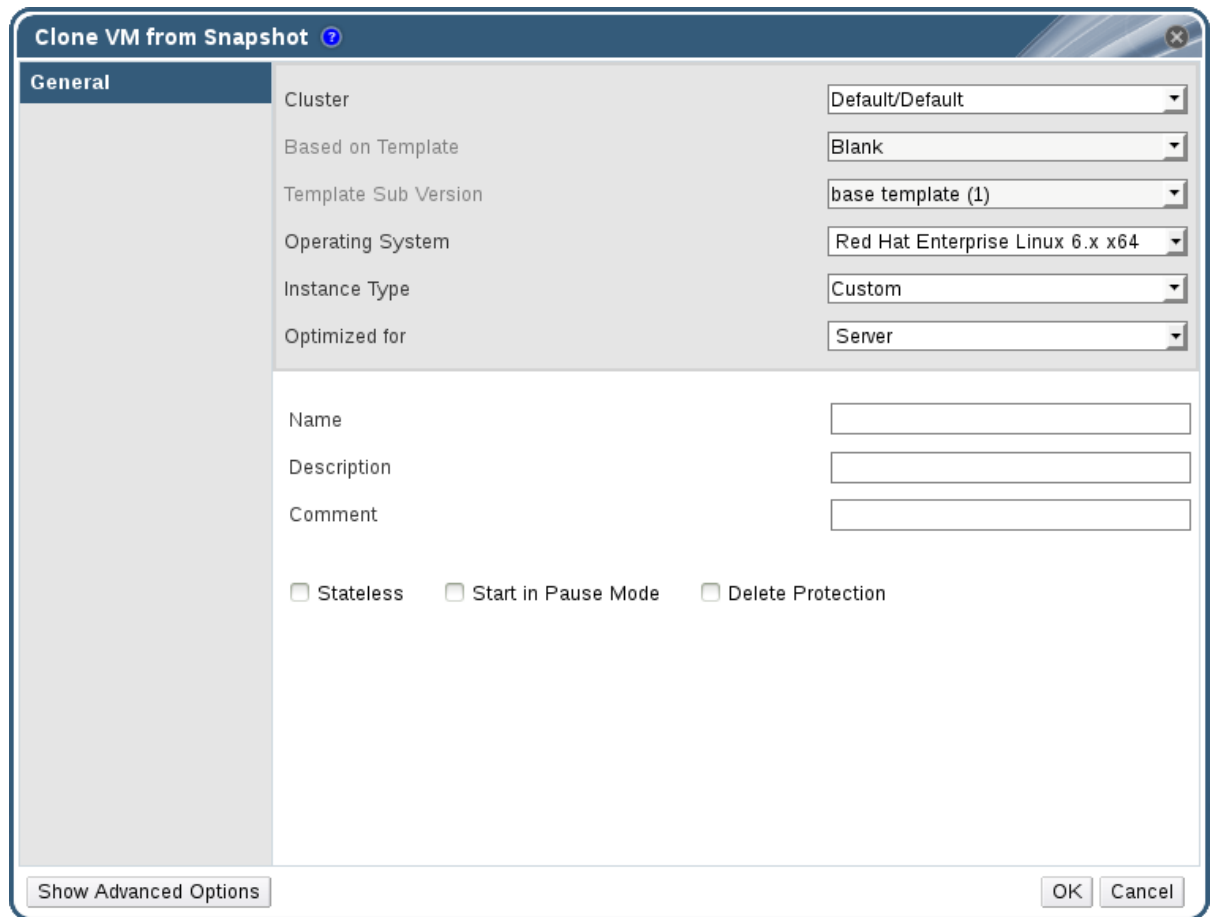 Clone VM from Snapshot ?
General
Cluster Default/Default
Based on Template Blank
Template Sub Version base template (1)
Operating System Red Hat Enterprise Linux 6.x x64
Instance Type Custom
Optimized for Server
Name
Description
Comment
Stateless Start in Pause Mode Delete Protection
Show Advanced Options OK Cancel